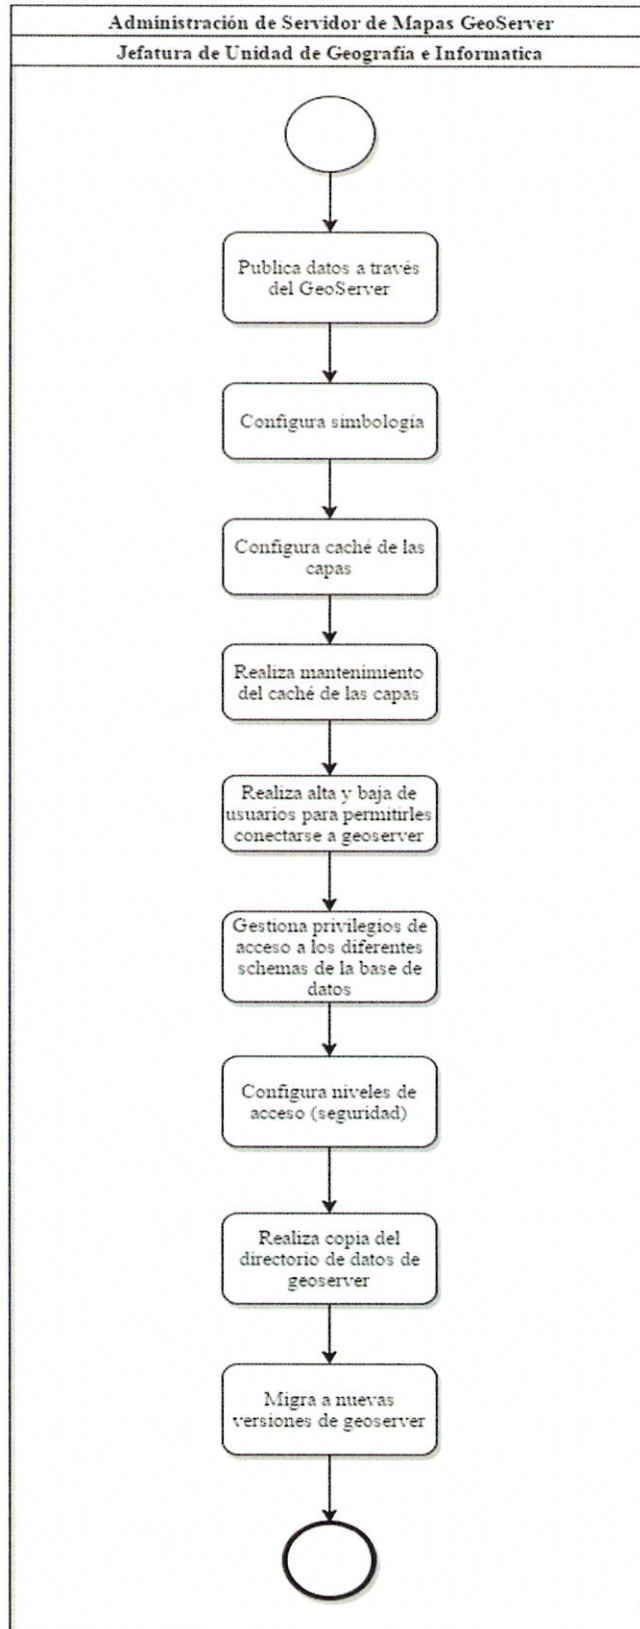 Administración de Servidor de Mapas GeoServer
Jefatura de Unidad de Geografía e Informatica
Publica datos a través
del GeoServer
Configura simbología
Configura caché de las
capas
Realiza mantenimiento
del caché de las capas
Realiza alta y baja de
usuarios para permitirles
conectarse a geoserver
Gestiona privilegios de
acceso a los diferentes
schemas de la base de
datos
Configura niveles de
acceso (seguridad)
Realiza copia del
directorio de datos de
geoserver
Migra a nuevas
versiones de geoserver